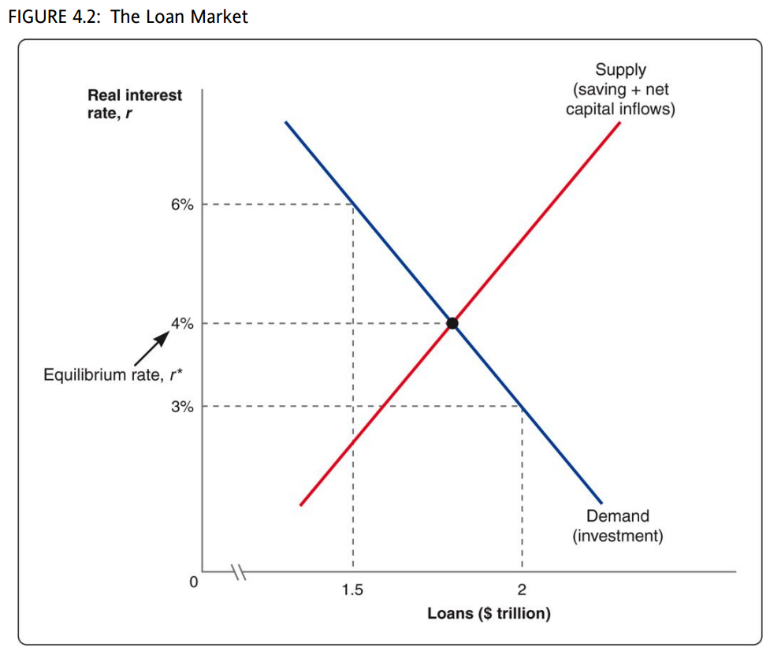 FIGURE 4.2: The Loan Market
Supply
(saving + net
capital inflows)
Real interest
rate, r
6%
4%
Equilibrium rate, r*
3%
Demand
(investment)
0
1.5
2
Loans ($ trillion)